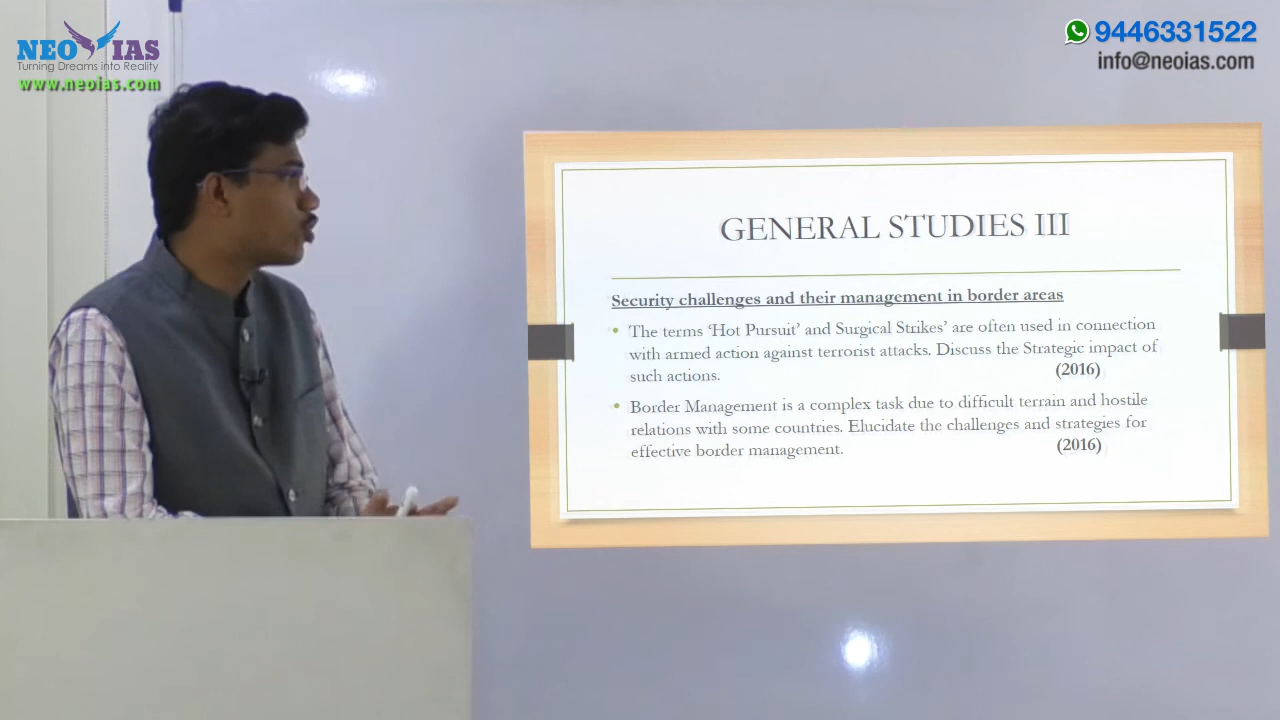 NEO IAS
Turning Dreams into Reality
www.neoias.com
9446331522
info@neoias.com
GENERAL STUDIES III
Security challenges and their management in border areas
• The terms ‘Hot Pursuit’ and Surgical Strikes’ are often used in connection
with armed action against terrorist attacks. Discuss the Strategic impact of
such actions. (2016)
• Border Management is a complex task due to difficult terrain and hostile
relations with some countries. Elucidate the challenges and strategies for
effective border management. (2016)